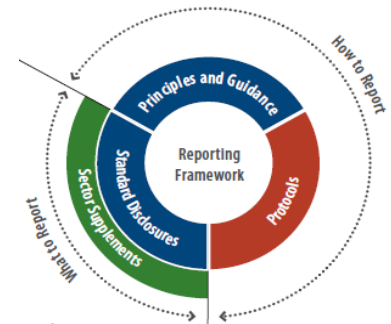 How to Report
Principles and Guidance
Reporting
Framework
Standard Disclosures
Sector Supplements
Protocols
What to Report